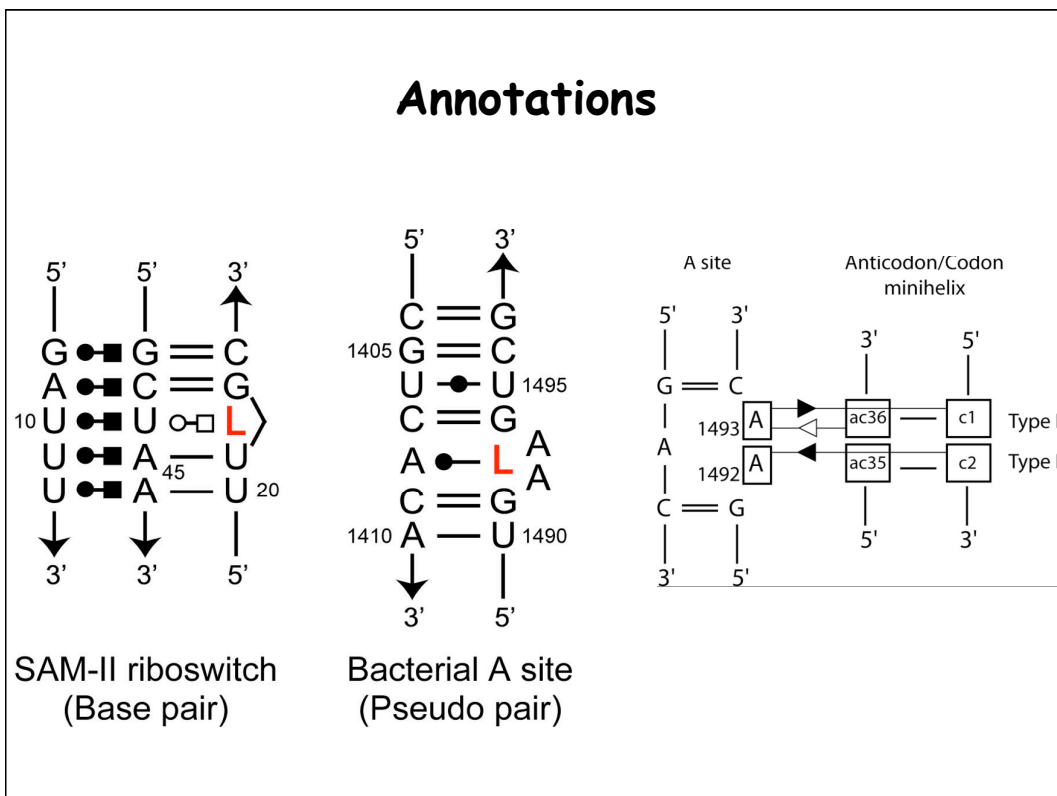 Annotations
5’ 5’ 3’
G G C
A C G
10 U U L
U A U
45
U A U 20
3’ 3’ 5’
SAM-II riboswitch
(Base pair)
5’ 3’
C G
1405 G C
U U 1495
C G
A L A
A
C G
1410 A U 1490
3’ 5’
Bacterial A site
(Pseudo pair)
A site
5' 3'
G C
1493 A
A
1492 A
C G
3' 5'
Anticodon/Codon
minihelix
3' 5'
ac36 c1 Type I
ac35 c2 Type I
5' 3'